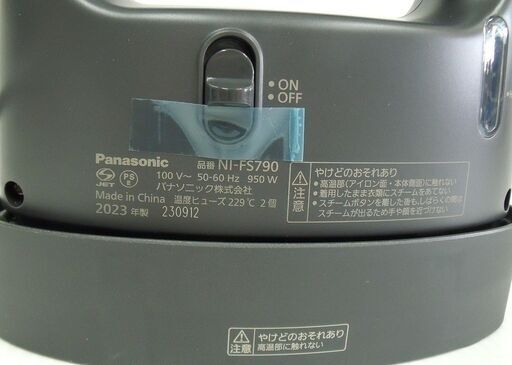 ON
OFF
Panasonic 品番 NI-FS790
100 V～ 50-60 Hz 950 W
パナソニック株式会社
JET
PS
E
Made in China 温度ヒューズ 229℃ 2 個
2023 年製 230912
注意
やけどのおそれあり
●高温部(アイロン面・本体側面)に触れない。
●着用したまま衣類にスチームをあてない。
●スチームボタンを離した後も、しばらくの間は
スチームが出るため手や顔を近づけない。
注意
やけどのおそれあり
高温部に触れない。